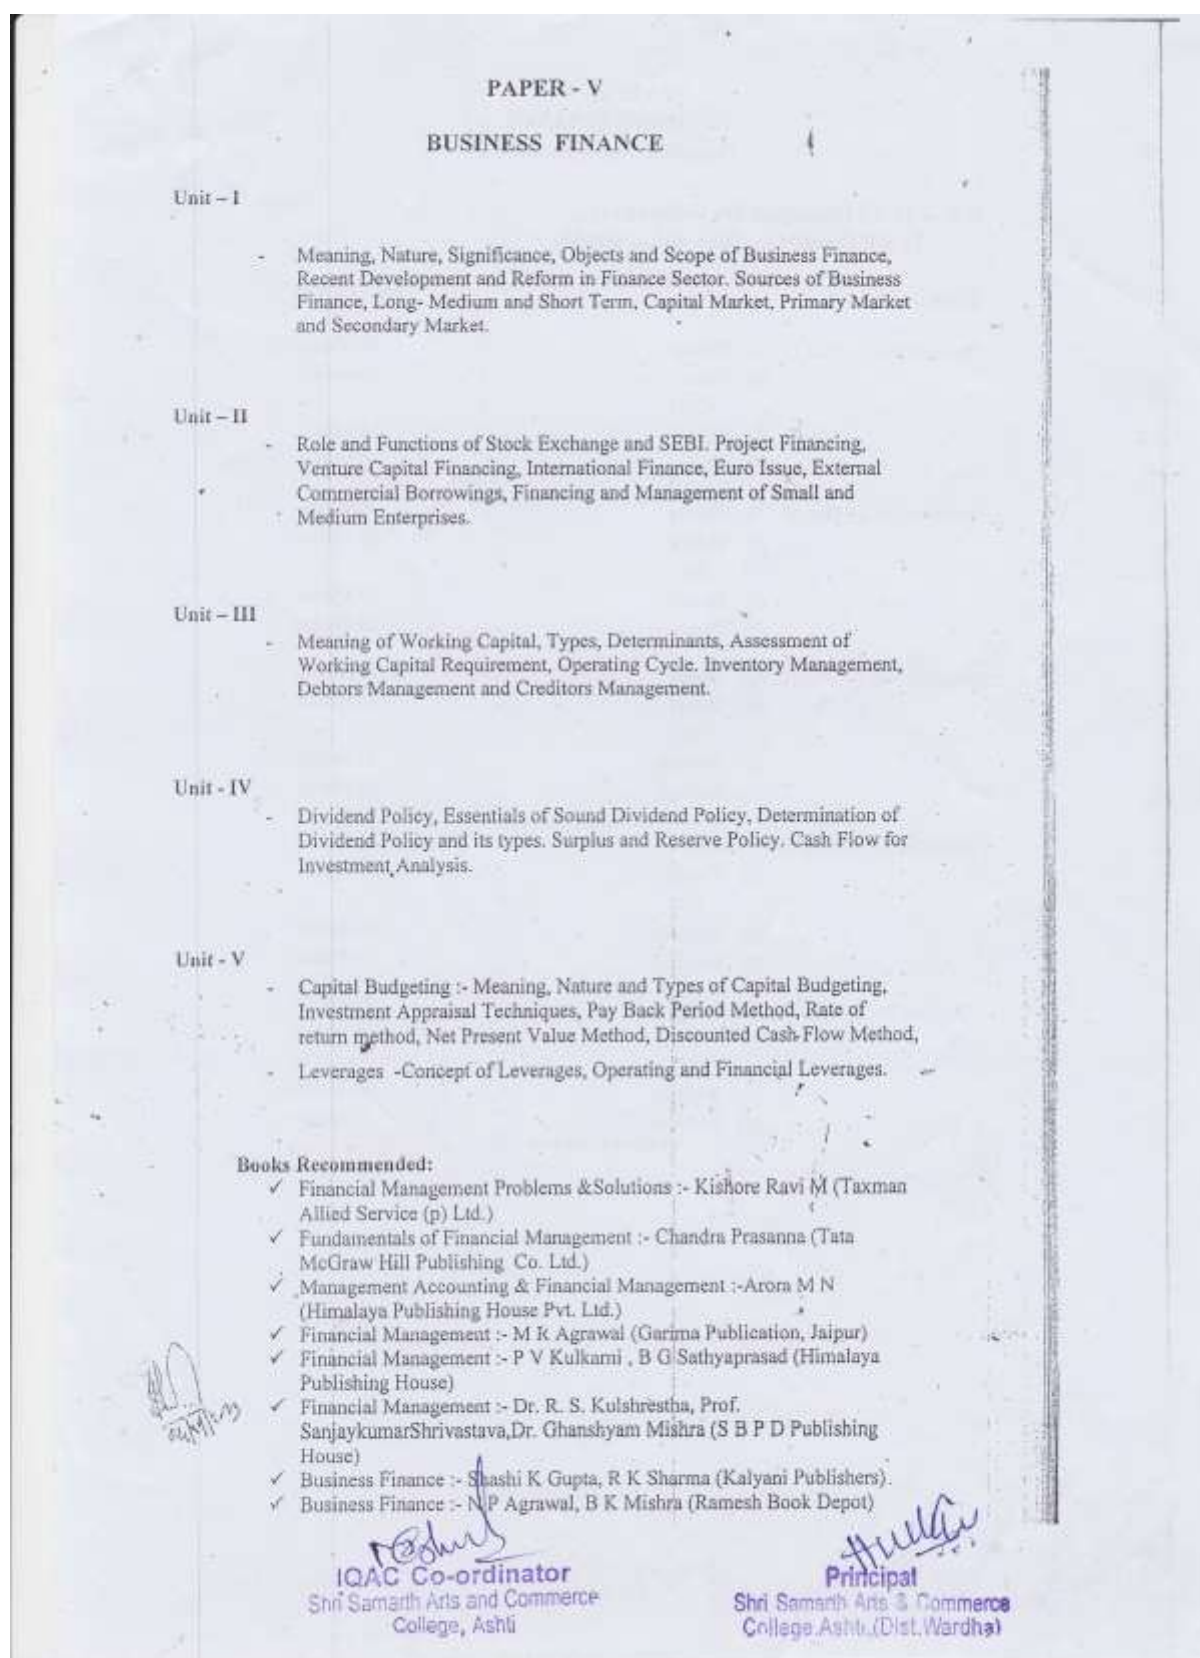 PAPER - V
BUSINESS FINANCE
Unit – I
- Meaning, Nature, Significance, Objects and Scope of Business Finance,
Recent Development and Reform in Finance Sector. Sources of Business
Finance, Long- Medium and Short Term, Capital Market, Primary Market
and Secondary Market.
Unit – II
- Role and Functions of Stock Exchange and SEBI. Project Financing,
Venture Capital Financing, International Finance, Euro Issue, External
Commercial Borrowings, Financing and Management of Small and
Medium Enterprises.
Unit – III
- Meaning of Working Capital, Types, Determinants, Assessment of
Working Capital Requirement, Operating Cycle. Inventory Management,
Debtors Management and Creditors Management.
Unit - IV
- Dividend Policy, Essentials of Sound Dividend Policy, Determination of
Dividend Policy and its types. Surplus and Reserve Policy. Cash Flow for
Investment Analysis.
Unit - V
- Capital Budgeting :- Meaning, Nature and Types of Capital Budgeting,
Investment Appraisal Techniques, Pay Back Period Method, Rate of
return method, Net Present Value Method, Discounted Cash Flow Method,
- Leverages -Concept of Leverages, Operating and Financial Leverages.
Books Recommended:
✓ Financial Management Problems &Solutions :- Kishore Ravi M (Taxman
Allied Service (p) Ltd.)
✓ Fundamentals of Financial Management :- Chandra Prasanna (Tata
McGraw Hill Publishing Co. Ltd.)
✓ Management Accounting & Financial Management :-Arora M N
(Himalaya Publishing House Pvt. Ltd.)
✓ Financial Management :- M R Agrawal (Garima Publication, Jaipur)
✓ Financial Management :- P V Kulkarni , B G Sathyaprasad (Himalaya
Publishing House)
✓ Financial Management :- Dr. R. S. Kulshrestha, Prof.
SanjaykumarShrivastava,Dr. Ghanshyam Mishra (S B P D Publishing
House)
✓ Business Finance :- Shashi K Gupta, R K Sharma (Kalyani Publishers).
✓ Business Finance :- N P Agrawal, B K Mishra (Ramesh Book Depot)
IQAC Co-ordinator
Shri Samarth Arts and Commerce
College, Ashti
Principal
Shri Samarth Arts & Commerce
College.Ashti.(Dist.Wardha)